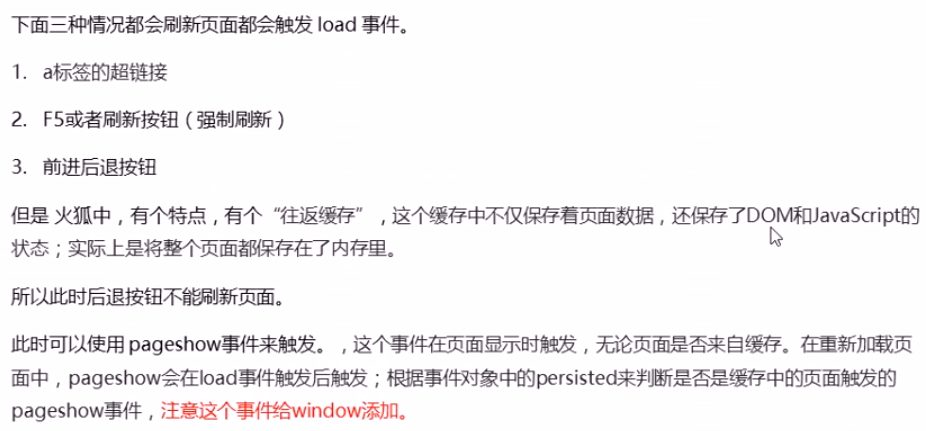 下面三种情况都会刷新页面都会触发 load 事件。
1. a标签的超链接
2. F5或者刷新按钮（强制刷新）
3. 前进后退按钮
但是 火狐中，有个特点，有个“往返缓存”，这个缓存中不仅保存着页面数据，还保存了DOM和JavaScript的
状态；实际上是将整个页面都保存在了内存里。
所以此时后退按钮不能刷新页面。
此时可以使用 pageshow事件来触发。，这个事件在页面显示时触发，无论页面是否来自缓存。在重新加载页
面中，pageshow会在load事件触发后触发；根据事件对象中的persisted来判断是否是缓存中的页面触发的
pageshow事件，注意这个事件给window添加。